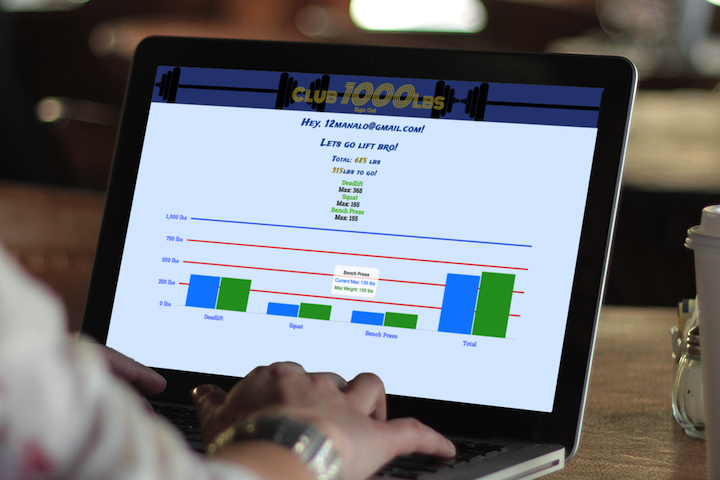 CLUB 1000LBS
Sign Out
HEY, 12MANALO@GMAIL.COM!
LETS GO LIFT BRO!
TOTAL: 685 LBS
315LBS TO GO!
Deadlift
Max: 365
Squat
Max: 165
Bench Press
Max: 155
1,000 lbs
750 lbs
500 lbs
250 lbs
0 lbs
Bench Press
Current Max: 135 lbs
Max Weight: 155 lbs
Deadlift
Squat
Bench Press
Total